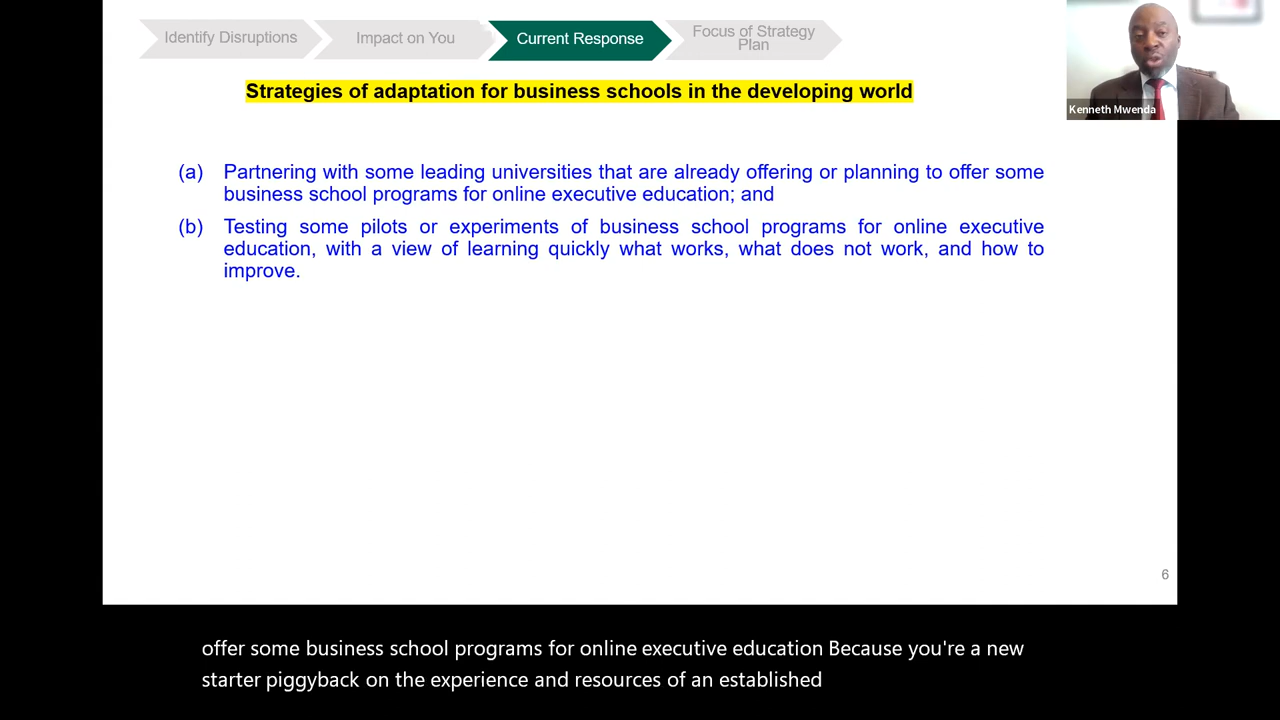 Identify Disruptions
Impact on You
Current Response
Focus of Strategy
Plan
Kenneth Mwenda
Strategies of adaptation for business schools in the developing world
(a) Partnering with some leading universities that are already offering or planning to offer some
business school programs for online executive education; and
(b) Testing some pilots or experiments of business school programs for online executive
education, with a view of learning quickly what works, what does not work, and how to
improve.
6
offer some business school programs for online executive education Because you're a new
starter piggyback on the experience and resources of an established